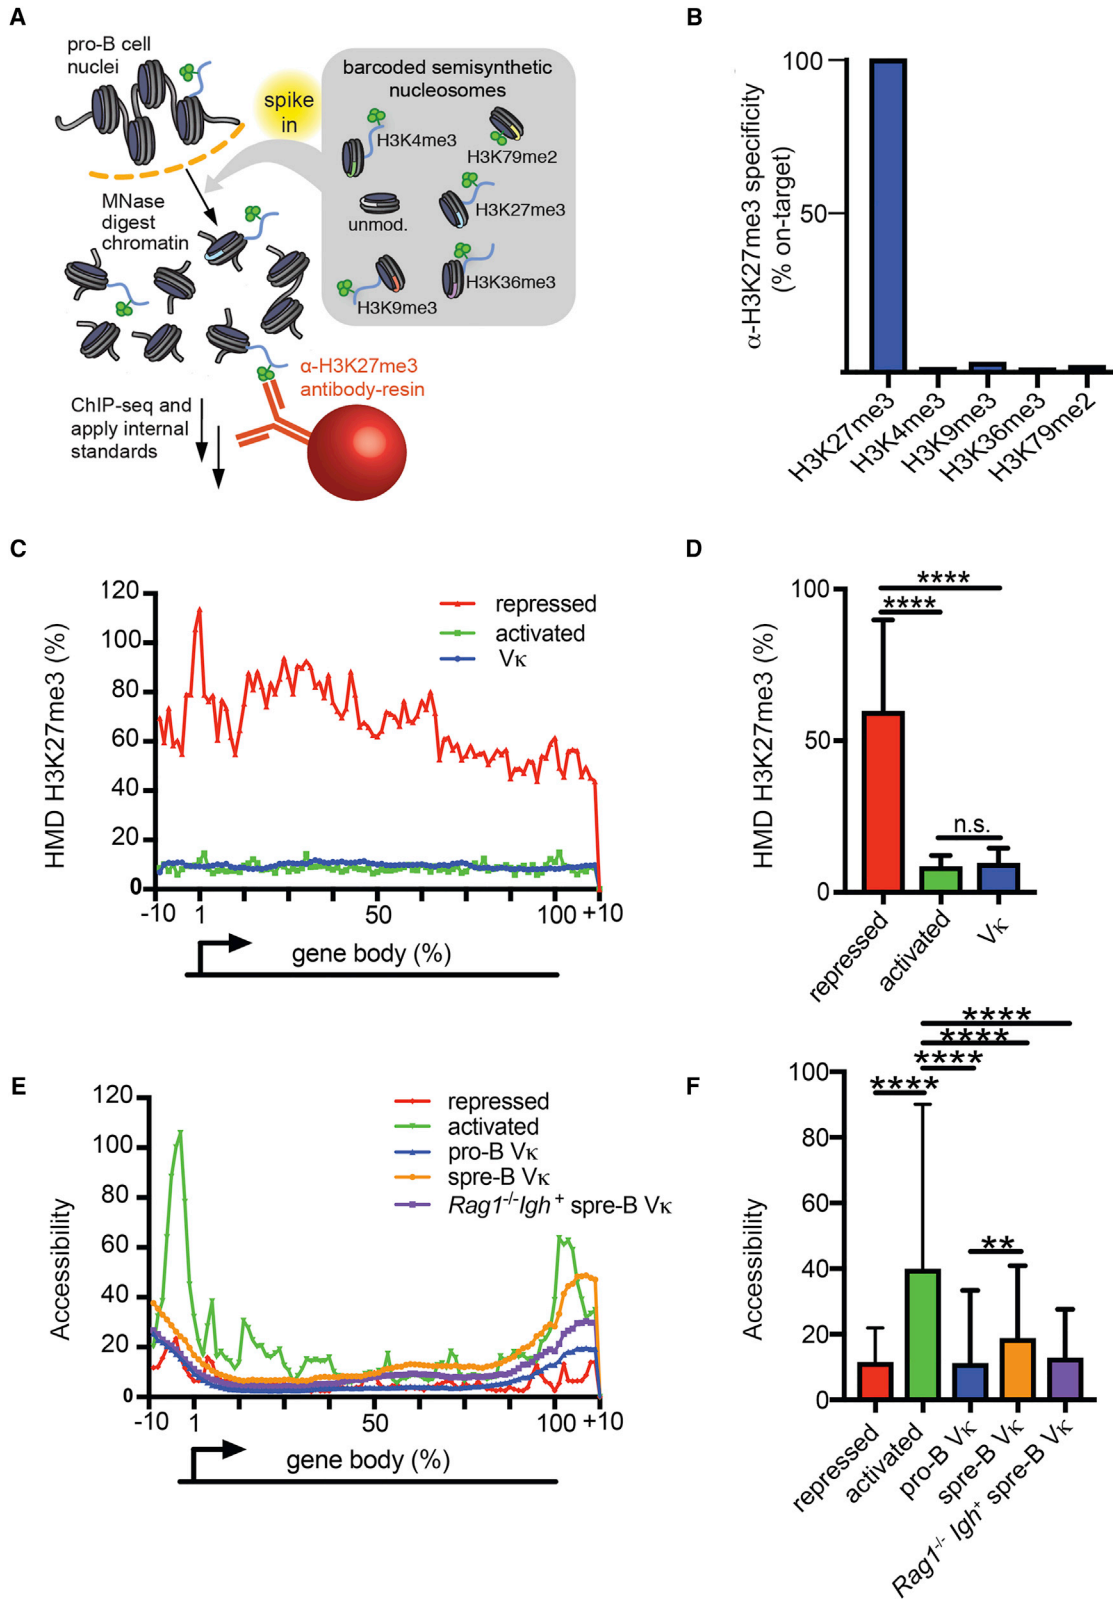 A
pro-B cell
nuclei
spike
in
barcoded semisynthetic
nucleosomes
H3K4me3
H3K79me2
unmod.
H3K27me3
H3K9me3
H3K36me3
MNase
digest
chromatin
α-H3K27me3
antibody-resin
ChIP-seq and
apply internal
standards
B
α-H3K27me3 specificity
(% on-target)
100
50
H3K27me3
H3K4me3
H3K9me3
H3K36me3
H3K79me2
C
HMD H3K27me3 (%)
120
100
80
60
40
20
0
repressed
activated
Vκ
-10
1
50
100
+10
gene body (%)
D
HMD H3K27me3 (%)
100
50
0
****
****
n.s.
repressed
activated
Vκ
E
Accessibility
120
100
80
60
40
20
0
repressed
activated
pro-B Vκ
spre-B Vκ
Rag1-/-Igh+ spre-B Vκ
-10
1
50
100
+10
gene body (%)
F
Accessibility
100
80
60
40
20
0
****
****
****
****
**
repressed
activated
pro-B Vκ
spre-B Vκ
Rag1-/- Igh+ spre-B Vκ